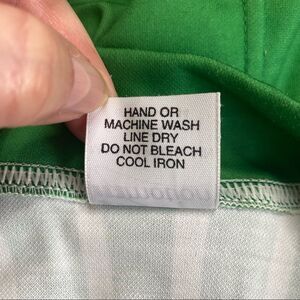 HAND OR
MACHINE WASH
LINE DRY
DO NOT BLEACH
COOL IRON